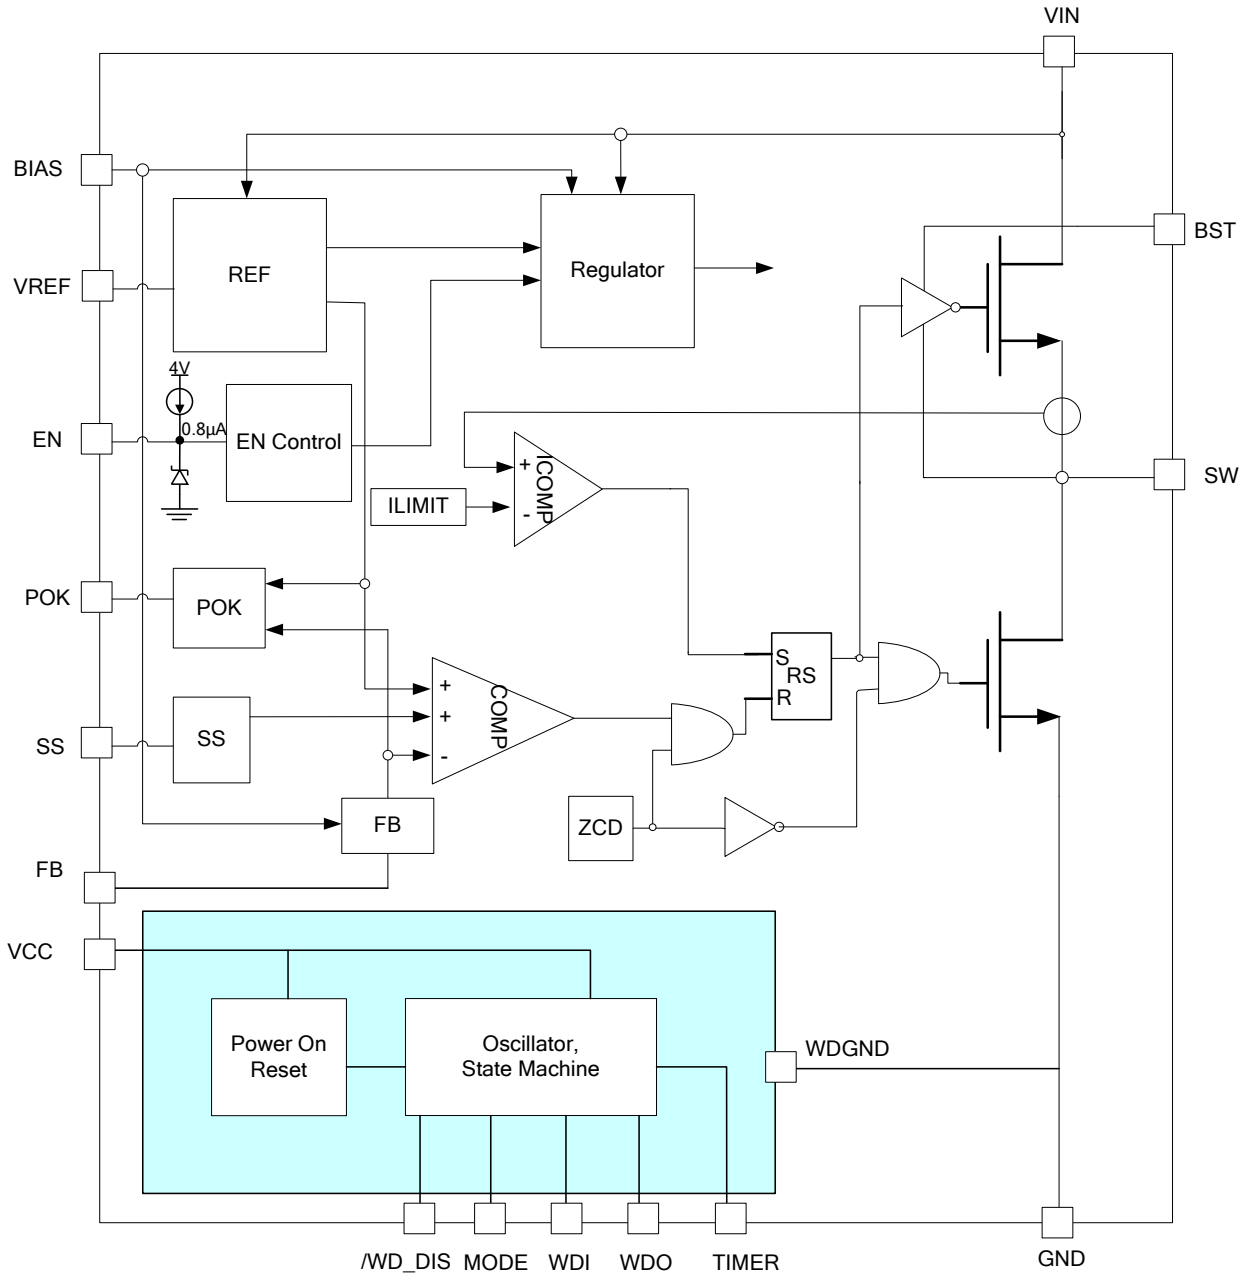 VIN
BIAS
BST
VREF
REF
Regulator
4V
0.8µA
EN
EN Control
ILIMIT
+
-
ICOMP
SW
POK
POK
S
RS
R
+
+
-
COMP
SS
SS
ZCD
FB
FB
VCC
Power On
Reset
Oscillator,
State Machine
WDGND
/WD_DIS
MODE
WDI
WDO
TIMER
GND